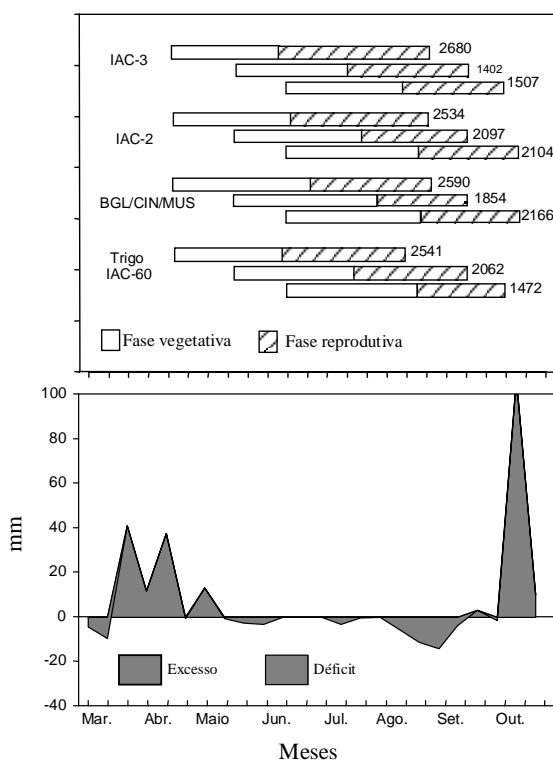 IAC-3
2680
1402
1507
IAC-2
2534
2097
2104
BGL/CIN/MUS
2590
1854
2166
Trigo
IAC-60
2541
2062
1472
Fase vegetativa
Fase reprodutiva
100
80
60
40
20
0
-20
-40
mm
Excesso
Déficit
Mar. Abr. Maio Jun. Jul. Ago. Set. Out.
Meses